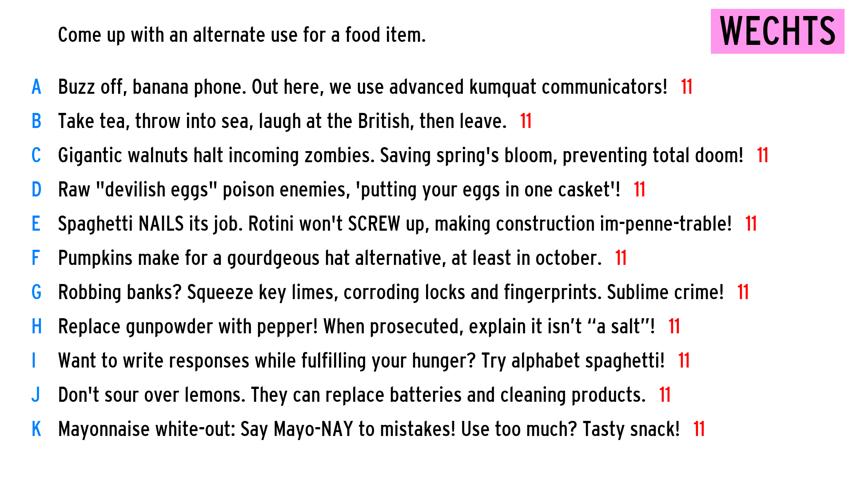 Come up with an alternate use for a food item.
WECHTS
A Buzz off, banana phone. Out here, we use advanced kumquat communicators! 11
B Take tea, throw into sea, laugh at the British, then leave. 11
C Gigantic walnuts halt incoming zombies. Saving spring's bloom, preventing total doom! 11
D Raw "devilish eggs" poison enemies, 'putting your eggs in one casket'! 11
E Spaghetti NAILS its job. Rotini won't SCREW up, making construction im-penne-trable! 11
F Pumpkins make for a gourdgeous hat alternative, at least in october. 11
G Robbing banks? Squeeze key limes, corroding locks and fingerprints. Sublime crime! 11
H Replace gunpowder with pepper! When prosecuted, explain it isn’t “a salt”! 11
I Want to write responses while fulfilling your hunger? Try alphabet spaghetti! 11
J Don't sour over lemons. They can replace batteries and cleaning products. 11
K Mayonnaise white-out: Say Mayo-NAY to mistakes! Use too much? Tasty snack! 11